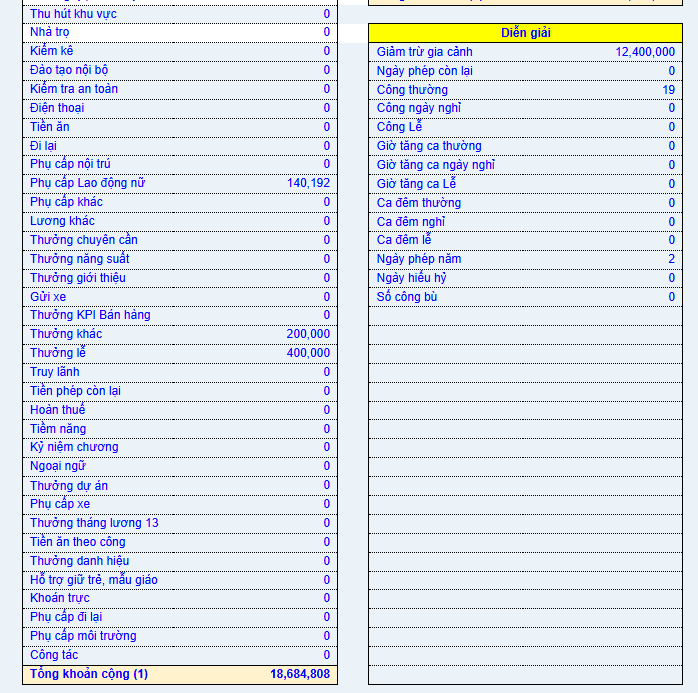 Thu hút khu vực 0
Nhà trọ 0
Kiểm kê 0
Đào tạo nội bộ 0
Kiểm tra an toàn 0
Điện thoại 0
Tiền ăn 0
Đi lại 0
Phụ cấp nội trú 0
Phụ cấp Lao động nữ 140,192
Phụ cấp khác 0
Lương khác 0
Thưởng chuyên cần 0
Thưởng năng suất 0
Thưởng giới thiệu 0
Gửi xe 0
Thưởng KPI Bán hàng 0
Thưởng khác 200,000
Thưởng lễ 400,000
Truy lãnh 0
Tiền phép còn lại 0
Hoàn thuế 0
Tiềm năng 0
Kỷ niệm chương 0
Ngoại ngữ 0
Thưởng dự án 0
Phụ cấp xe 0
Thưởng tháng lương 13 0
Tiền ăn theo công 0
Thưởng danh hiệu 0
Hỗ trợ giữ trẻ, mẫu giáo 0
Khoán trực 0
Phụ cấp đi lại 0
Phụ cấp môi trường 0
Công tác 0
Tổng khoản cộng (1) 18,684,808
Diễn giải
Giảm trừ gia cảnh 12,400,000
Ngày phép còn lại 0
Công thường 19
Công ngày nghỉ 0
Công Lễ 0
Giờ tăng ca thường 0
Giờ tăng ca ngày nghỉ 0
Giờ tăng ca Lễ 0
Ca đêm thường 0
Ca đêm nghỉ 0
Ca đêm lễ 0
Ngày phép năm 2
Ngày hiếu hỷ 0
Số công bù 0